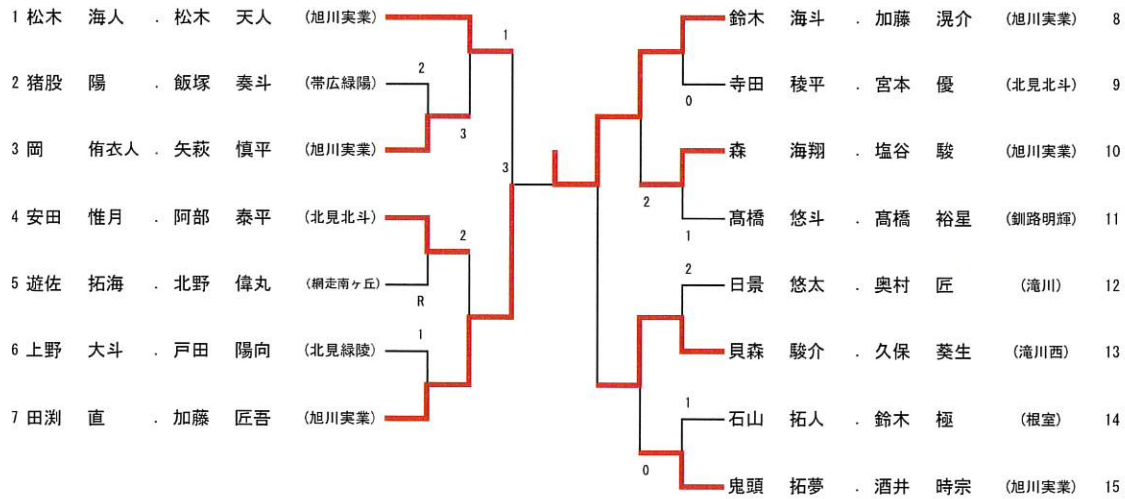 1 松木 海人 . 松木 天人 (旭川実業)
1
2
2 猪股 陽 . 飯塚 奏斗 (帯広緑陽)
3
3 岡 侑衣人 . 矢萩 慎平 (旭川実業)
3
4 安田 惟月 . 阿部 泰平 (北見北斗)
2
5 遊佐 拓海 . 北野 偉丸 (網走南ヶ丘)
R
1
6 上野 大斗 . 戸田 陽向 (北見緑陵)
7 田渕 直 . 加藤 匠吾 (旭川実業)
鈴木 海斗 . 加藤 滉介 (旭川実業) 8
寺田 稜平 . 宮本 優 (北見北斗) 9
0
森 海翔 . 塩谷 駿 (旭川実業) 10
2
髙橋 悠斗 . 髙橋 裕星 (釧路明輝) 11
1
2
日景 悠太 . 奥村 匠 (滝川) 12
貝森 駿介 . 久保 葵生 (滝川西) 13
1
石山 拓人 . 鈴木 極 (根室) 14
0
鬼頭 拓夢 . 酒井 時宗 (旭川実業) 15